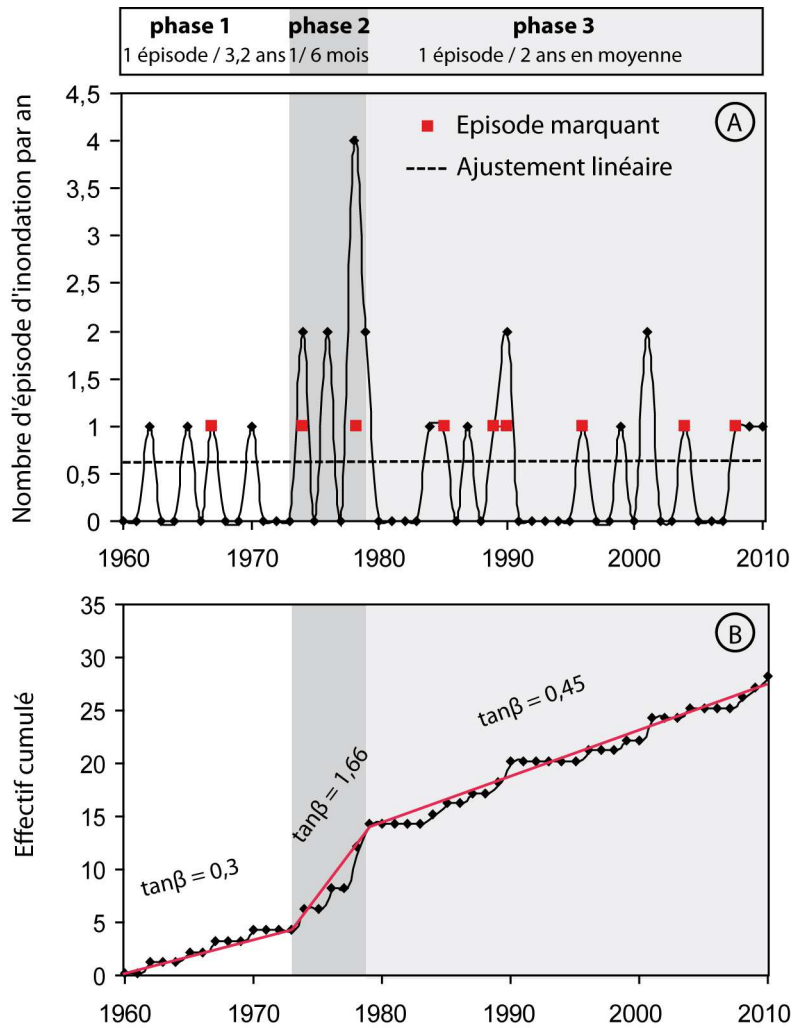 phase 1 phase 2 phase 3
1 épisode / 3,2 ans 1/ 6 mois 1 épisode / 2 ans en moyenne
4,5
4
3,5
3
2,5
2
1,5
1
0,5
0
Nombre d'épisode d'inondation par an
A
Episode marquant
Ajustement linéaire
1960 1970 1980 1990 2000 2010
35
30
25
20
15
10
5
0
Effectif cumulé
B
tanβ = 0,3
tanβ = 1,66
tanβ = 0,45
1960 1970 1980 1990 2000 2010